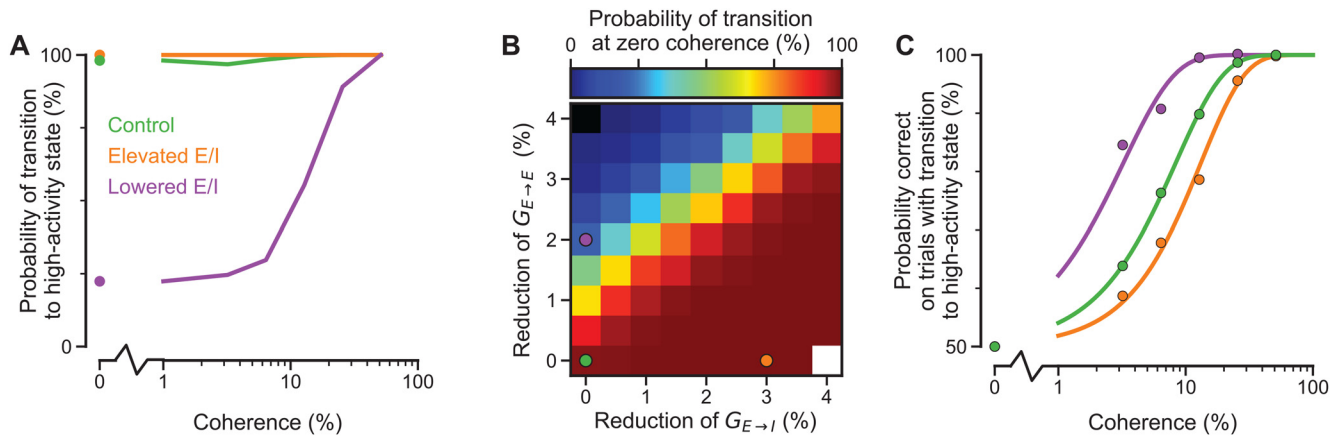 A
Probability of transition
to high-activity state (%)
100
0
Control
Elevated E/I
Lowered E/I
0
1
10
100
Coherence (%)
B
Probability of transition
at zero coherence (%)
0
100
Reduction of G_{E→E} (%)
4
3
2
1
0
0
1
2
3
4
Reduction of G_{E→I} (%)
C
Probability correct
on trials with transition
to high-activity state (%)
100
50
0
1
10
100
Coherence (%)